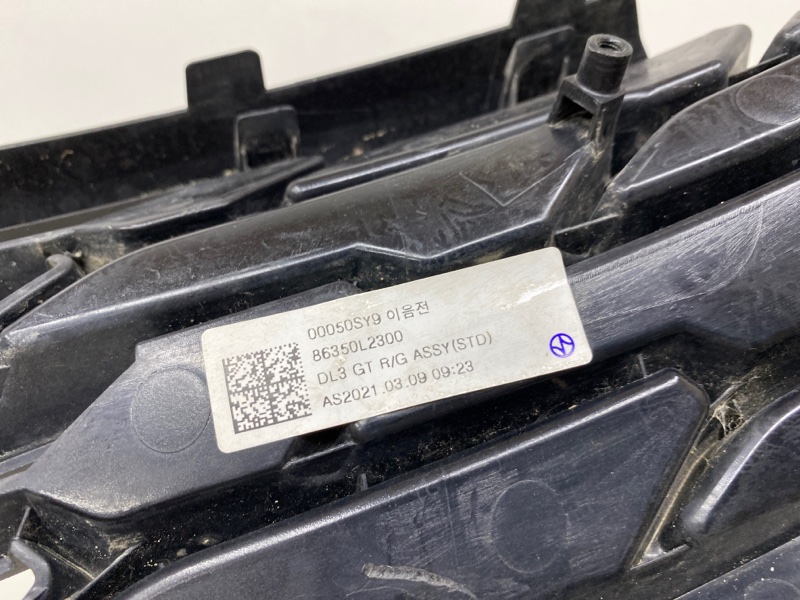 00050SY9 이음전
86350L2300
DL3 GT R/G ASSY(STD)
AS2021.03.09 09:23